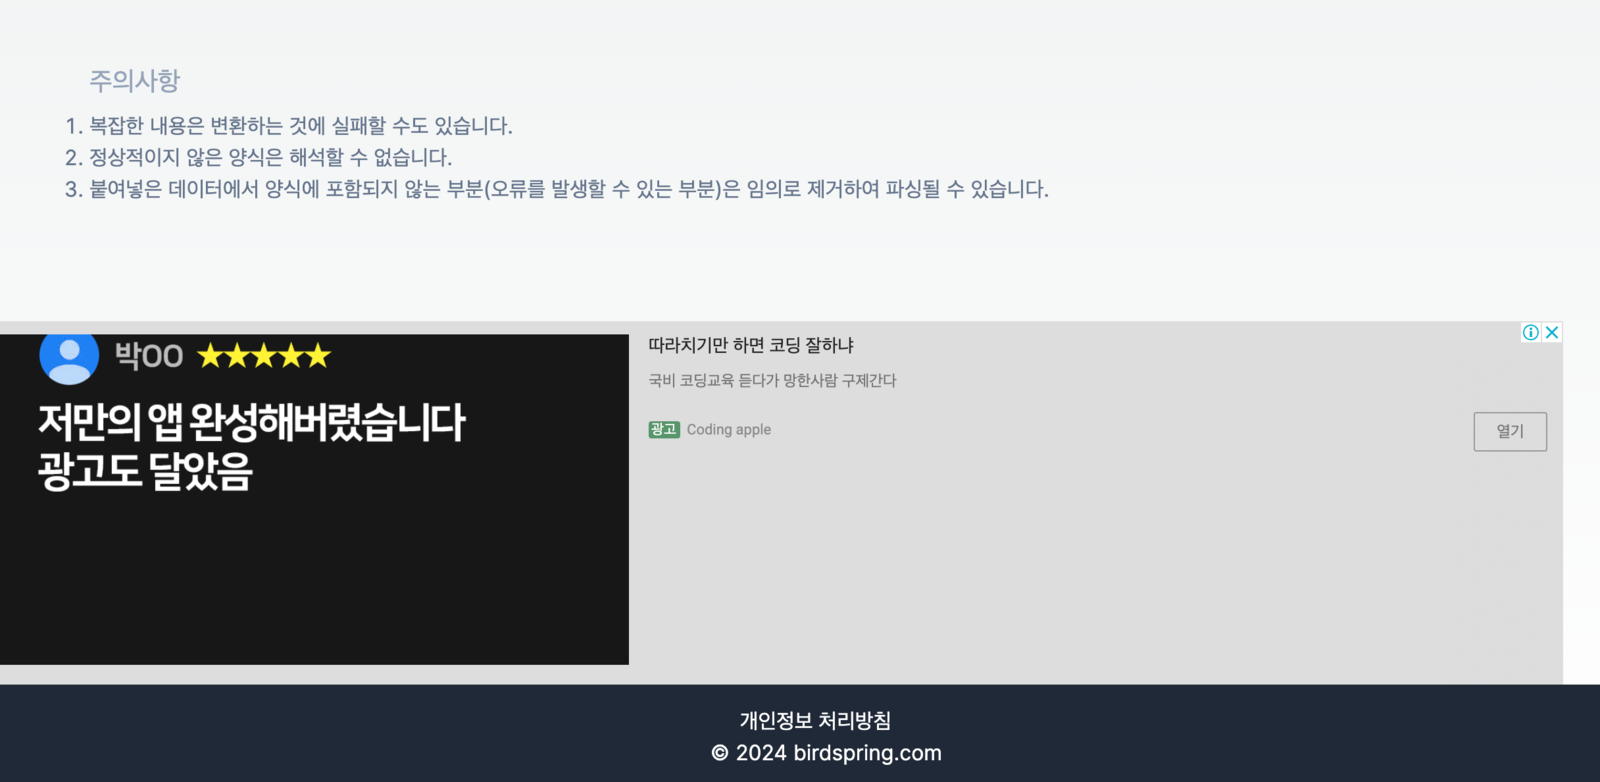 주의사항
1. 복잡한 내용은 변환하는 것에 실패할 수도 있습니다.
2. 정상적이지 않은 양식은 해석할 수 없습니다.
3. 붙여넣은 데이터에서 양식에 포함되지 않는 부분(오류를 발생할 수 있는 부분)은 임의로 제거하여 파싱될 수 있습니다.
박OO ★★★★★
저만의 앱 완성해버렸습니다
광고도 달았음
따라치기만 하면 코딩 잘하냐
국비 코딩교육 듣다가 망한사람 구제간다
광고 Coding apple
열기
개인정보 처리방침
© 2024 birdspring.com